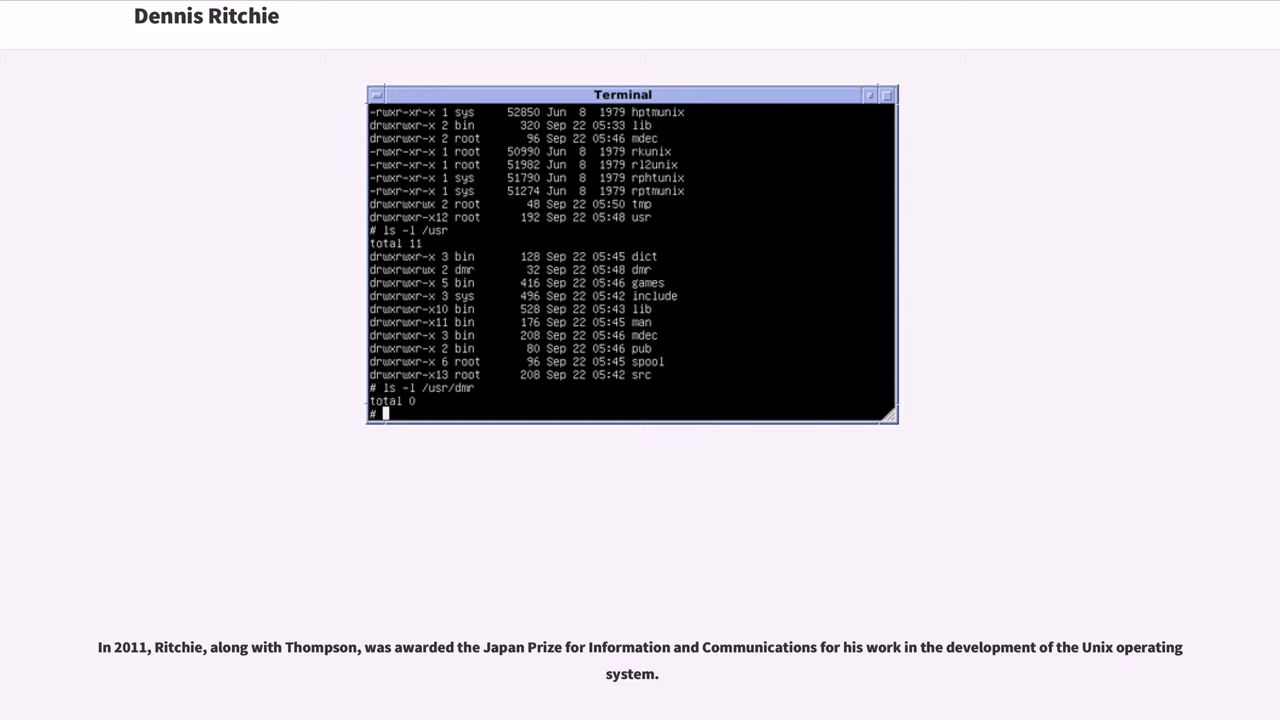 Dennis Ritchie
Terminal
-rwxr-xr-x 1 sys 52850 Jun 8 1979 hptmunix
drwxrwxr-x 2 bin 320 Sep 22 05:33 lib
drwxrwxr-x 2 root 96 Sep 22 05:46 mdec
-rwxr-xr-x 1 root 50990 Jun 8 1979 rkunix
-rwxr-xr-x 1 root 51982 Jun 8 1979 rl2unix
-rwxr-xr-x 1 sys 51790 Jun 8 1979 rphtunix
-rwxr-xr-x 1 sys 51274 Jun 8 1979 rptmunix
drwxrwxrwx 2 root 48 Sep 22 05:50 tmp
drwxrwxr-x12 root 192 Sep 22 05:48 usr
# ls -l /usr
total 11
drwxrwxr-x 3 bin 128 Sep 22 05:45 dict
drwxrwxrwx 2 dmr 32 Sep 22 05:48 dmr
drwxrwxr-x 5 bin 416 Sep 22 05:46 games
drwxrwxr-x 3 sys 496 Sep 22 05:42 include
drwxrwxr-x10 bin 528 Sep 22 05:43 lib
drwxrwxr-x11 bin 176 Sep 22 05:45 man
drwxrwxr-x 3 bin 208 Sep 22 05:46 mdec
drwxrwxr-x 2 bin 80 Sep 22 05:46 pub
drwxrwxr-x 6 root 96 Sep 22 05:45 spool
drwxrwxr-x13 root 208 Sep 22 05:42 src
# ls -l /usr/dmr
total 0
#
In 2011, Ritchie, along with Thompson, was awarded the Japan Prize for Information and Communications for his work in the development of the Unix operating
system.